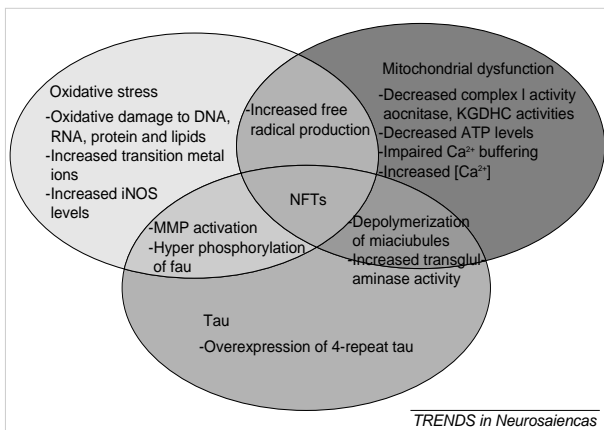 Oxidative stress
-Oxidative damage to DNA,
RNA, protein and lipids
-Increased transition metal
ions
-Increased iNOS
levels
-Increased free
radical production
Mitochondrial dysfunction
-Decreased complex I activity
aocnitase, KGDHC activities
-Decreased ATP levels
-Impaired Ca²⁺ buffering
-Increased [Ca²⁺]
NFTs
-MMP activation
-Hyper phosphorylation
of fau
-Depolymerization
of miaciubules
-Increased transglu-
aminase activity
Tau
-Overexpression of 4-repeat tau
TRENDS in Neurosaiencas